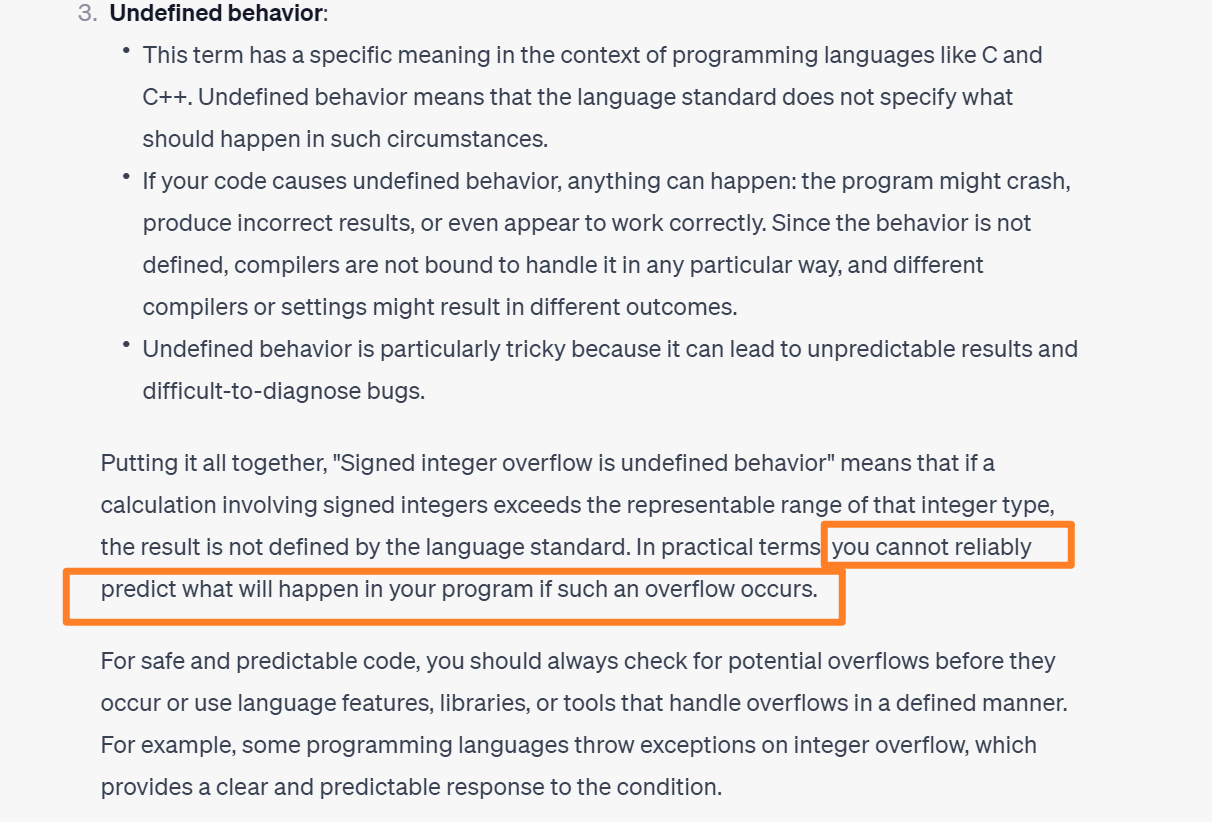 3. Undefined behavior:
• This term has a specific meaning in the context of programming languages like C and
C++. Undefined behavior means that the language standard does not specify what
should happen in such circumstances.
• If your code causes undefined behavior, anything can happen: the program might crash,
produce incorrect results, or even appear to work correctly. Since the behavior is not
defined, compilers are not bound to handle it in any particular way, and different
compilers or settings might result in different outcomes.
• Undefined behavior is particularly tricky because it can lead to unpredictable results and
difficult-to-diagnose bugs.
Putting it all together, "Signed integer overflow is undefined behavior" means that if a
calculation involving signed integers exceeds the representable range of that integer type,
the result is not defined by the language standard. In practical terms, you cannot reliably
predict what will happen in your program if such an overflow occurs.
For safe and predictable code, you should always check for potential overflows before they
occur or use language features, libraries, or tools that handle overflows in a defined manner.
For example, some programming languages throw exceptions on integer overflow, which
provides a clear and predictable response to the condition.